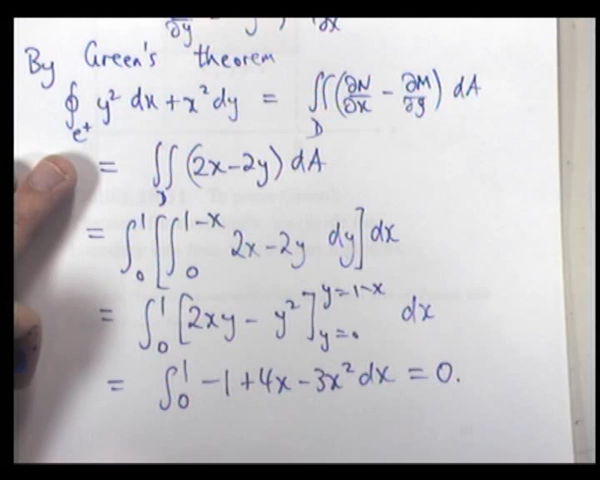 ∂y ∂x
By Green's theorem
∮_{C+} y² dx + x² dy = ∬_D (∂N/∂x − ∂M/∂y) dA
= ∬_D (2x−2y) dA
= ∫₀¹ [∫₀^{1−x} 2x−2y dy] dx
= ∫₀¹ [2xy − y²]_{y=0}^{y=1−x} dx
= ∫₀¹ −1+4x−3x² dx = 0.